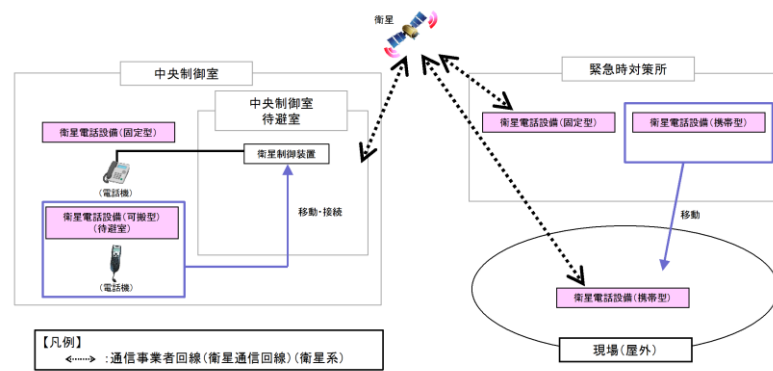 衛星
中央制御室
中央制御室
待避室
衛星電話設備(固定型)
(電話機)
衛星制御装置
衛星電話設備(可搬型)
(待避室)
(電話機)
移動・接続
緊急時対策所
衛星電話設備(固定型)
衛星電話設備(携帯型)
移動
衛星電話設備(携帯型)
現場(屋外)
【凡例】
:通信事業者回線(衛星通信回線)(衛星系)